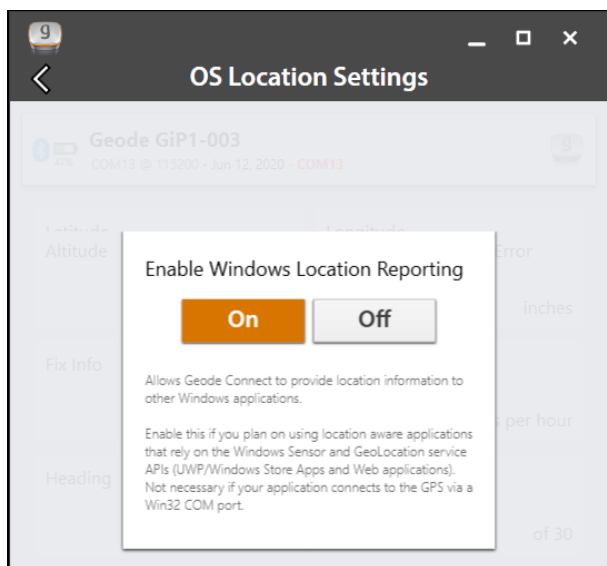 g
OS Location Settings
Geode GiP1-003
47%
COM13 @ 115200 - Jun 12, 2020 - COM13
g
Latitude
Longitude
Altitude
Error
Enable Windows Location Reporting
On
Off
inches
Allows Geode Connect to provide location information to
other Windows applications.
Fix Info
Enable this if you plan on using location aware applications
that rely on the Windows Sensor and GeoLocation service
APIs (UWP/Windows Store Apps and Web applications).
Not necessary if your application connects to the GPS via a
Win32 COM port.
per hour
Heading
of 30